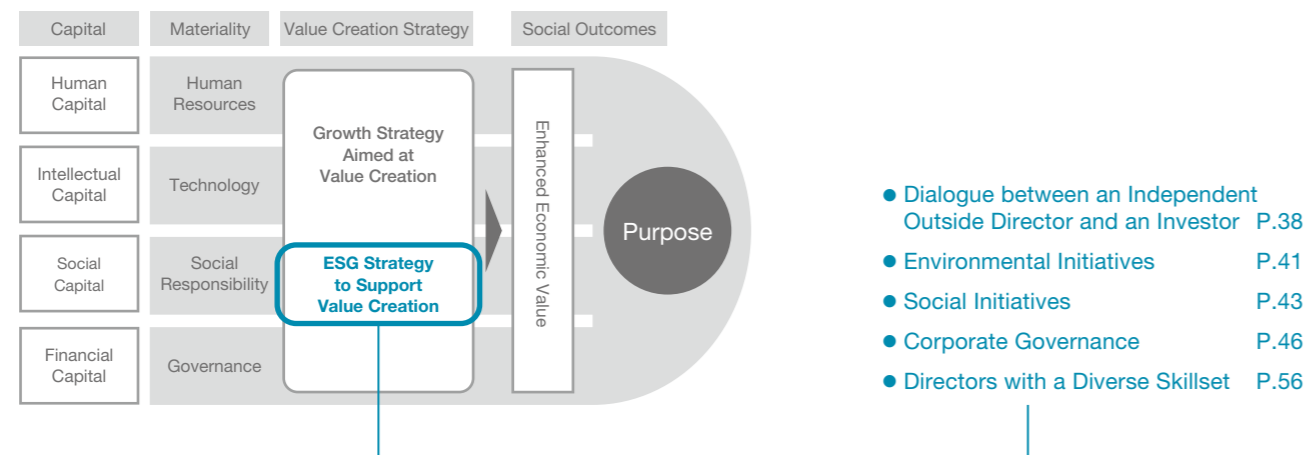 Capital
Materiality
Value Creation Strategy
Social Outcomes
Human
Capital
Human
Resources
Intellectual
Capital
Technology
Social
Capital
Social
Responsibility
Financial
Capital
Governance
Growth Strategy
Aimed at
Value Creation
ESG Strategy
to Support
Value Creation
Enhanced Economic Value
Purpose
● Dialogue between an Independent
Outside Director and an Investor P.38
● Environmental Initiatives P.41
● Social Initiatives P.43
● Corporate Governance P.46
● Directors with a Diverse Skillset P.56